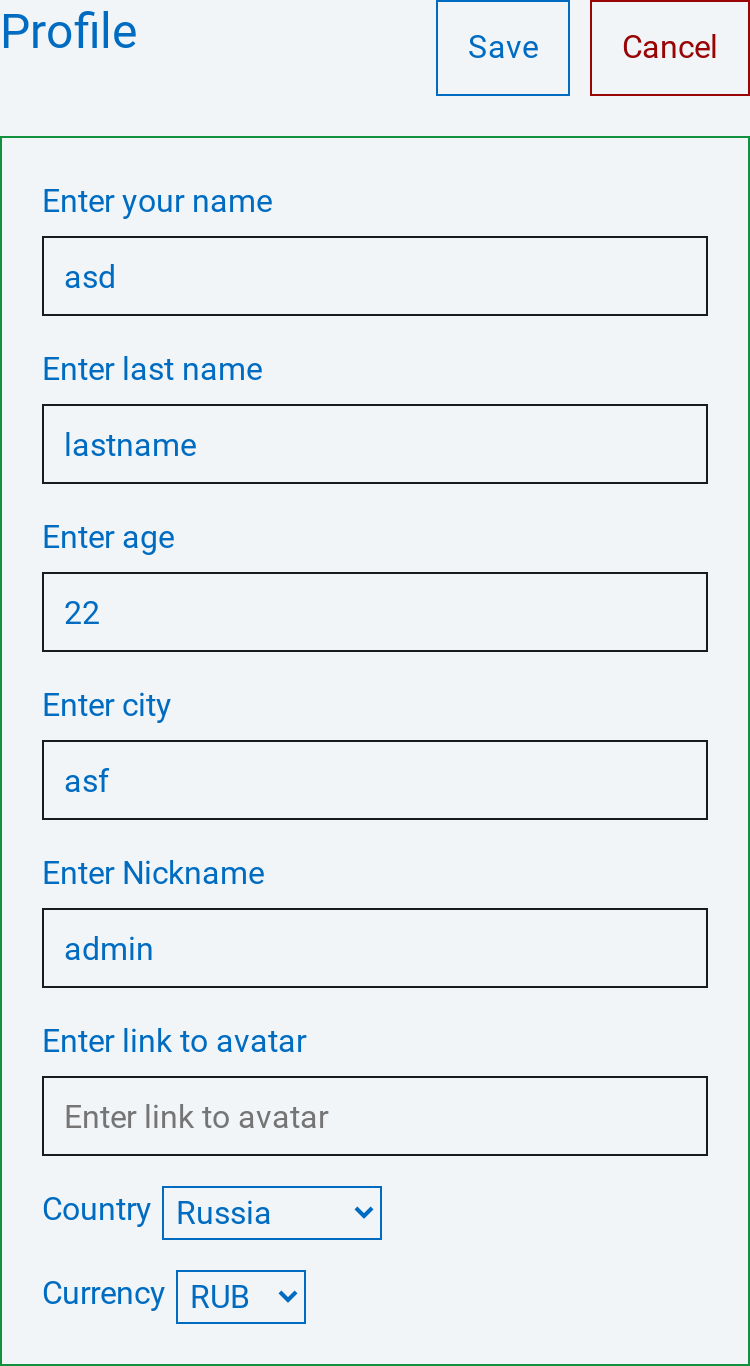 Profile
Save
Cancel
Enter your name
asd
Enter last name
lastname
Enter age
22
Enter city
asf
Enter Nickname
admin
Enter link to avatar
Enter link to avatar
Country Russia
Currency RUB